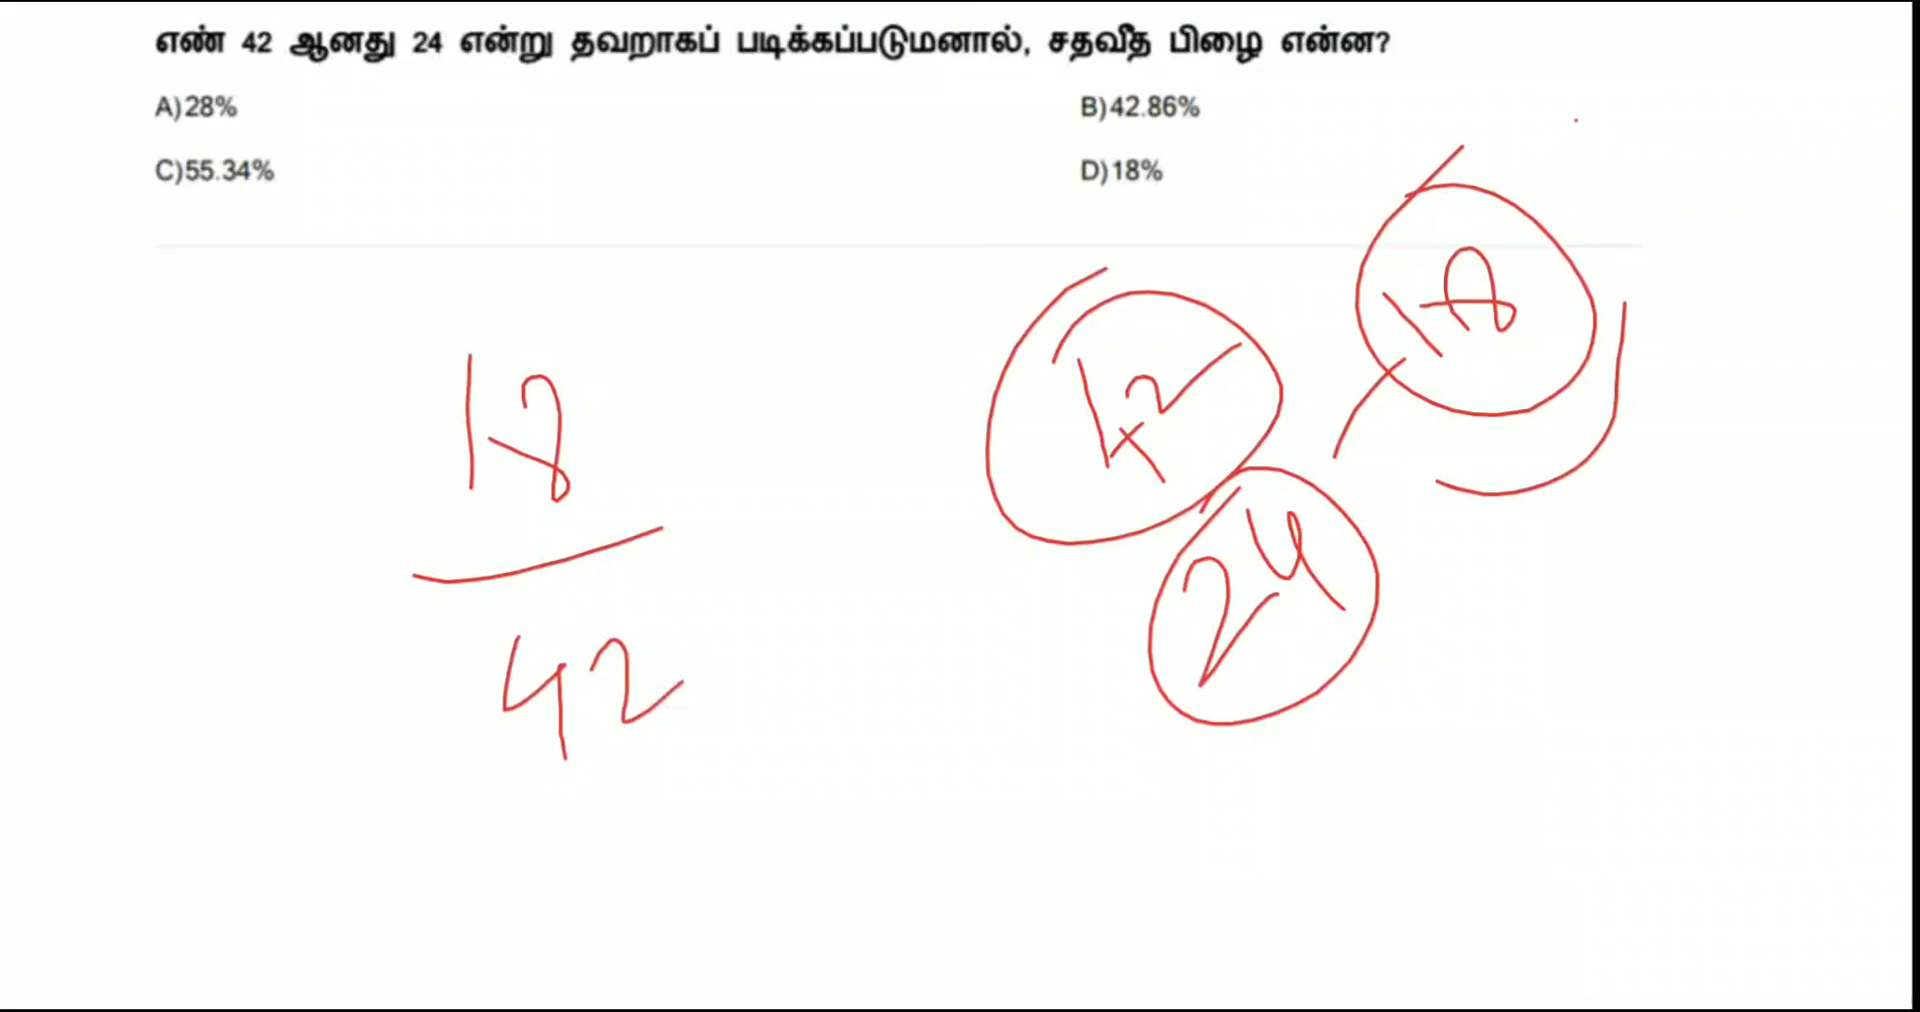 எண் 42 ஆனது 24 என்று தவறாகப் படிக்கப்படுமனால், சதவீத பிழை என்ன?
A)28%
B)42.86%
C)55.34%
D)18%
18
42
18
42
24